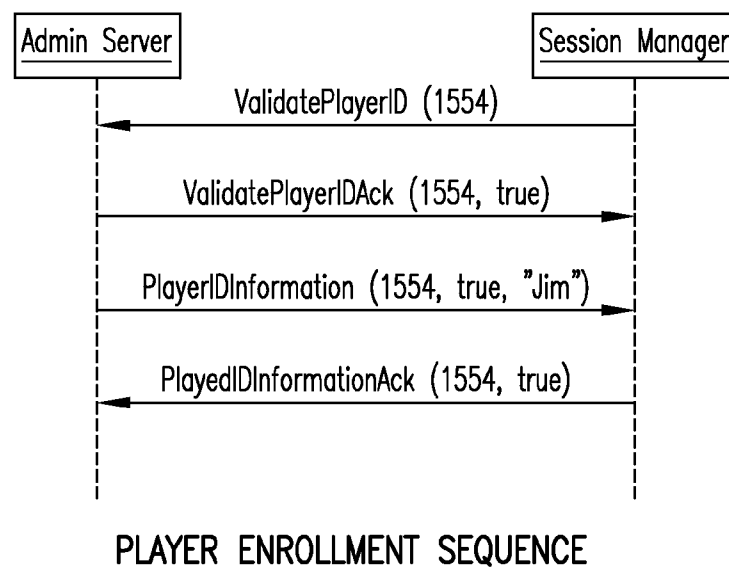 Admin Server
Session Manager
ValidatePlayerID (1554)
ValidatePlayerIDAck (1554, true)
PlayerIDInformation (1554, true, "Jim")
PlayedIDInformationAck (1554, true)
PLAYER ENROLLMENT SEQUENCE